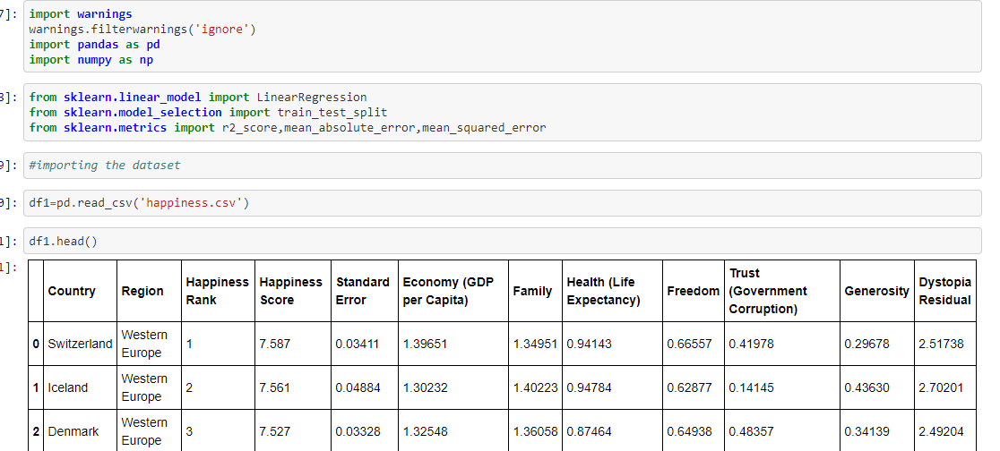 7]: import warnings
warnings.filterwarnings('ignore')
import pandas as pd
import numpy as np
8]: from sklearn.linear_model import LinearRegression
from sklearn.model_selection import train_test_split
from sklearn.metrics import r2_score,mean_absolute_error,mean_squared_error
9]: #importing the dataset
0]: df1=pd.read_csv('happiness.csv')
1]: df1.head()
1]:
Country Region Happiness Rank Happiness Score Standard Error Economy (GDP per Capita) Family Health (Life Expectancy) Freedom Trust (Government Corruption) Generosity Dystopia Residual
0 Switzerland Western Europe 1 7.587 0.03411 1.39651 1.34951 0.94143 0.66557 0.41978 0.29678 2.51738
1 Iceland Western Europe 2 7.561 0.04884 1.30232 1.40223 0.94784 0.62877 0.14145 0.43630 2.70201
2 Denmark Western Europe 3 7.527 0.03328 1.32548 1.36058 0.87464 0.64938 0.48357 0.34139 2.49204